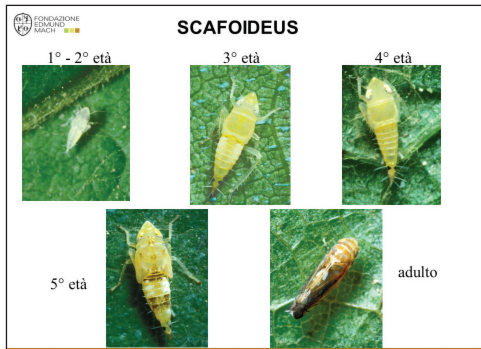 FONDAZIONE
EDMUND
MACH
SCAFOIDEUS
1° - 2° età
3° età
4° età
5° età
adulto